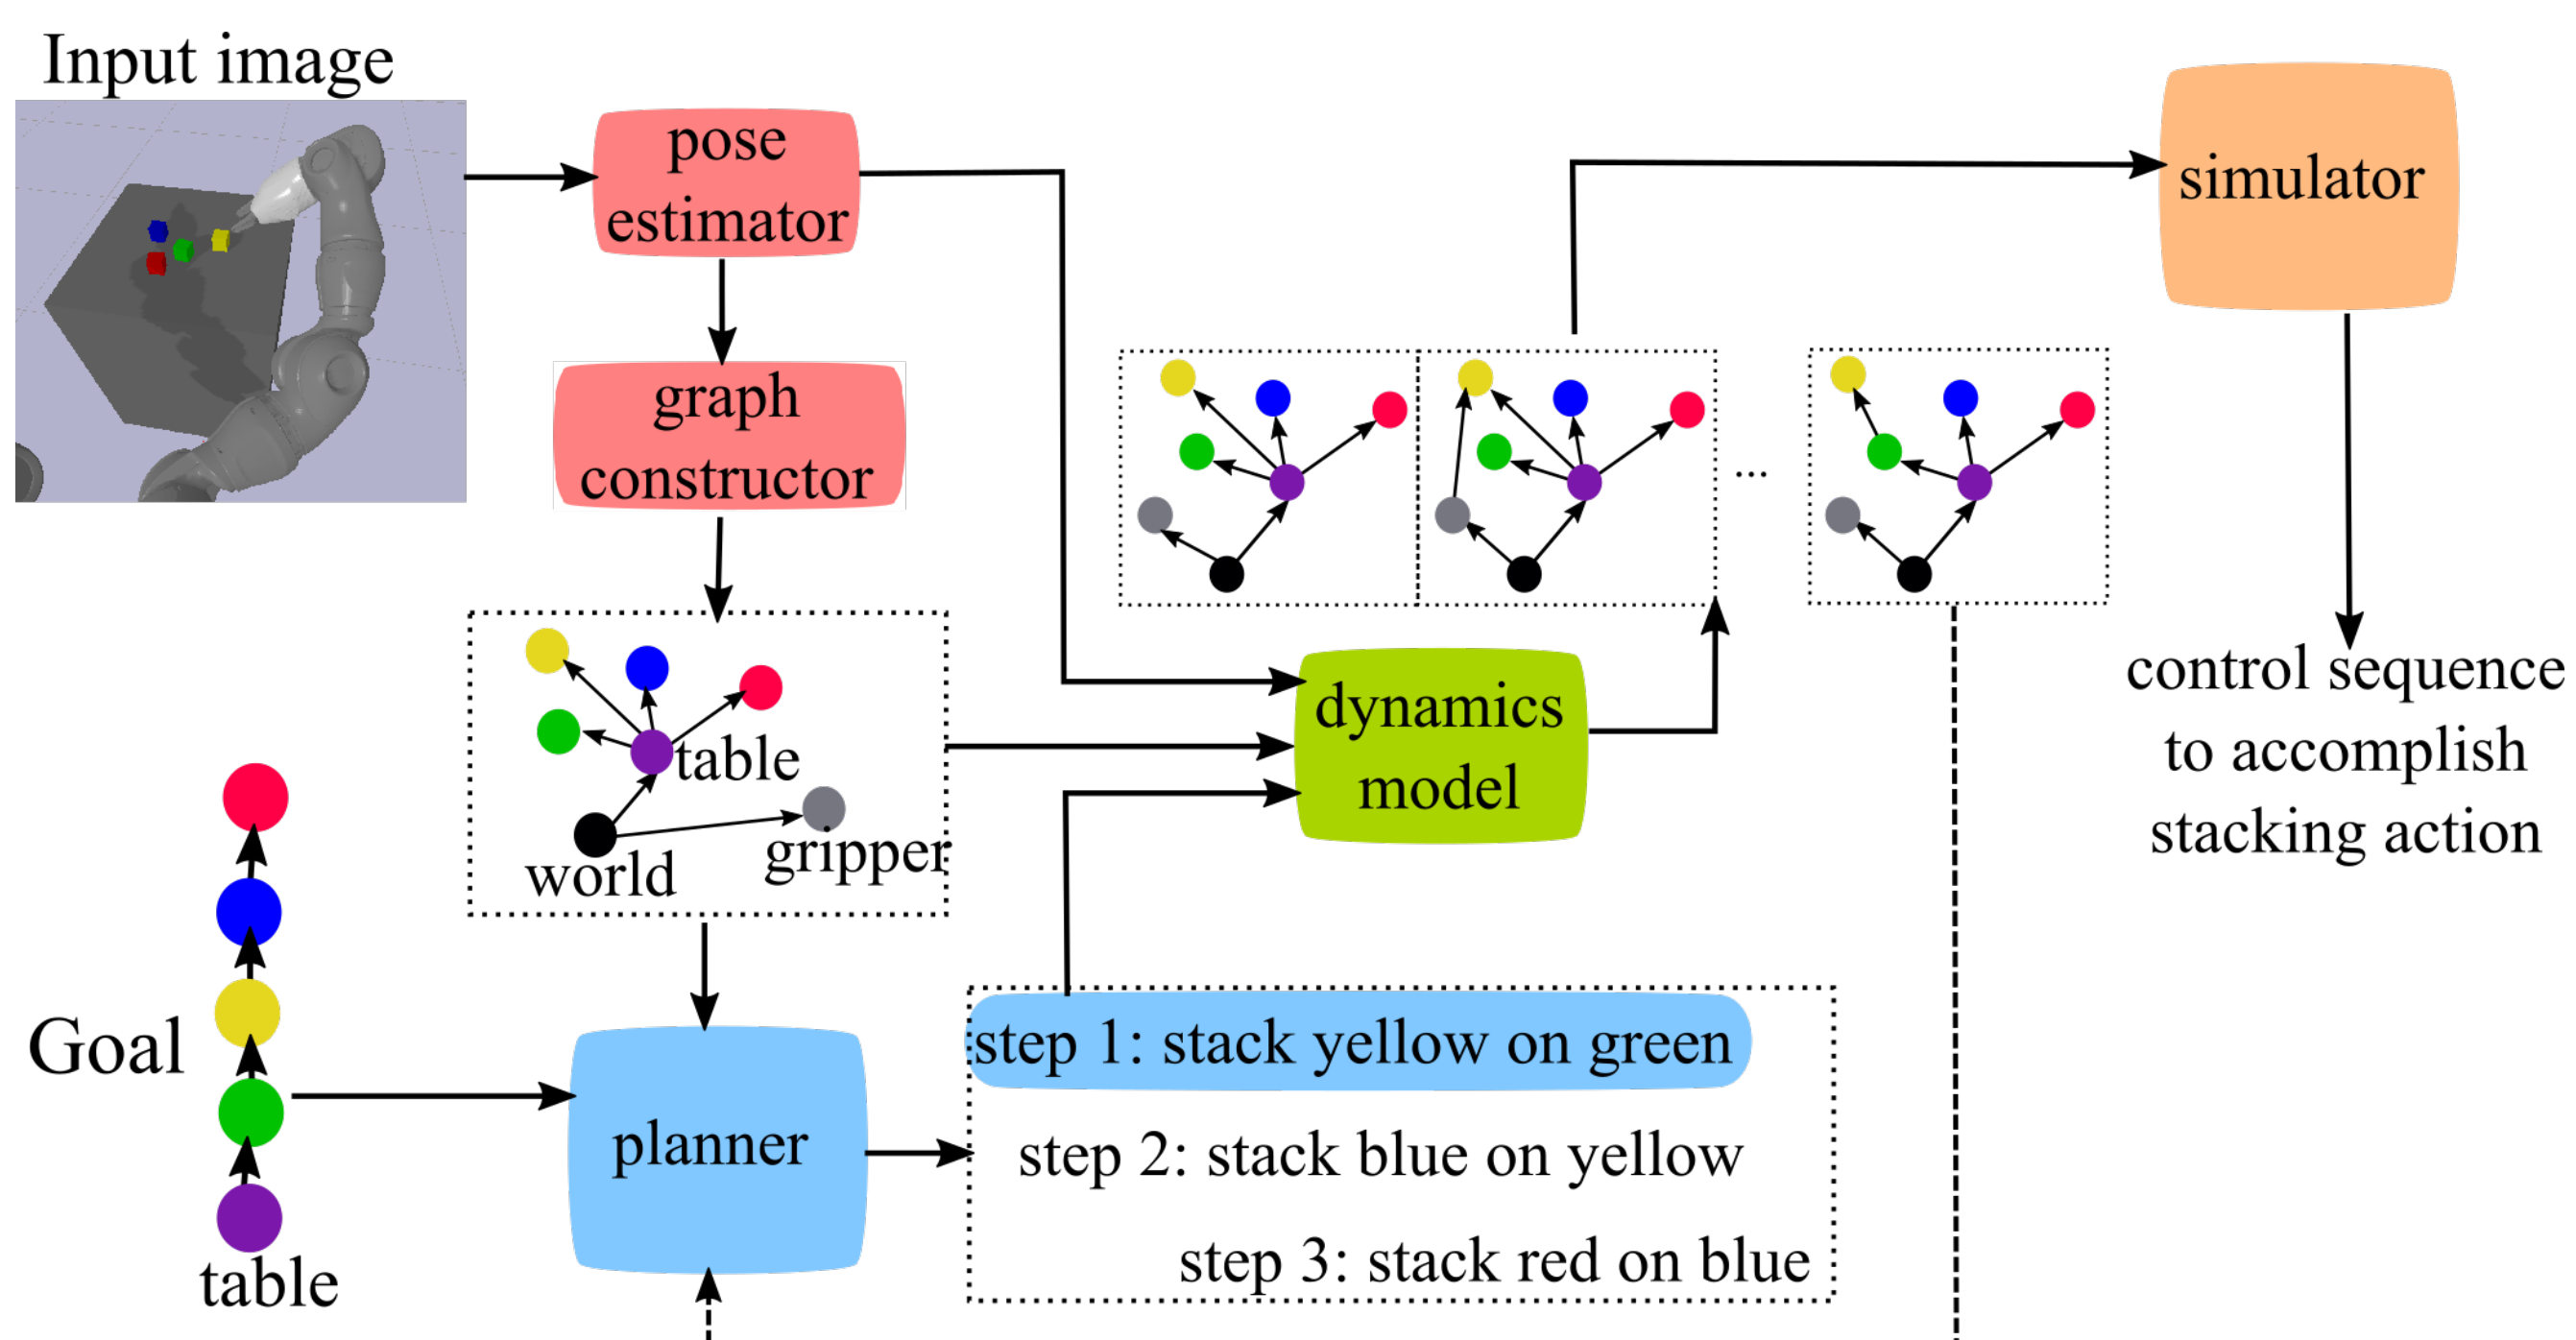 Input image
pose
estimator
graph
constructor
simulator
...
table
world
gripper
dynamics
model
control sequence
to accomplish
stacking action
Goal
table
planner
step 1: stack yellow on green
step 2: stack blue on yellow
step 3: stack red on blue